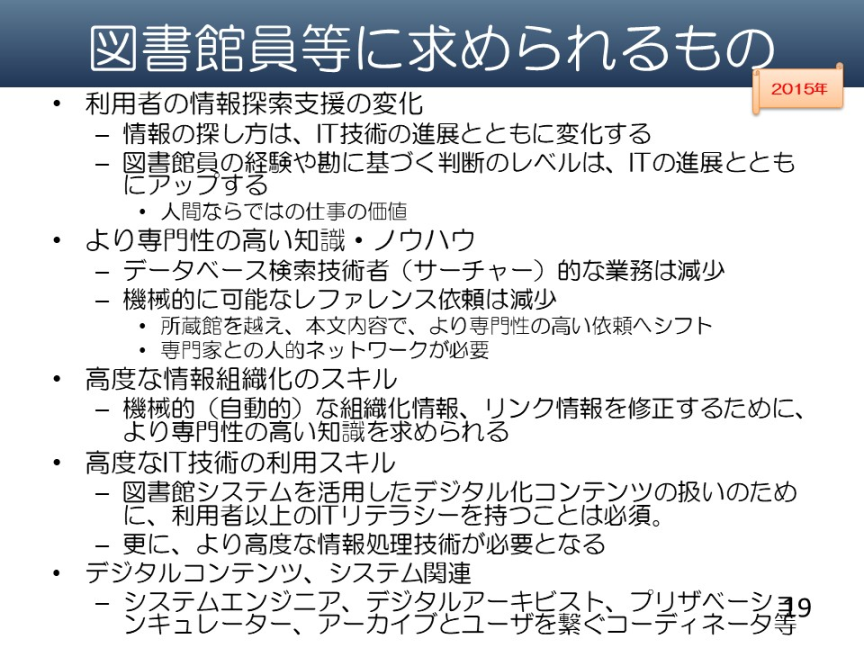 図書館員等に求められるもの
2015年
• 利用者の情報探索支援の変化
– 情報の探し方は、IT技術の進展とともに変化する
– 図書館員の経験や勘に基づく判断のレベルは、ITの進展ととも
にアップする
• 人間ならではの仕事の価値
• より専門性の高い知識・ノウハウ
– データベース検索技術者（サーチャー）的な業務は減少
– 機械的に可能なレファレンス依頼は減少
• 所蔵館を越え、本文内容で、より専門性の高い依頼へシフト
• 専門家との人的ネットワークが必要
• 高度な情報組織化のスキル
– 機械的（自動的）な組織化情報、リンク情報を修正するために、
より専門性の高い知識を求められる
• 高度なIT技術の利用スキル
– 図書館システムを活用したデジタル化コンテンツの扱いのため
に、利用者以上のITリテラシーを持つことは必須。
– 更に、より高度な情報処理技術が必要となる
• デジタルコンテンツ、システム関連
– システムエンジニア、デジタルアーキビスト、プリザベーショ
ンキュレーター、アーカイブとユーザを繋ぐコーディネータ等
19